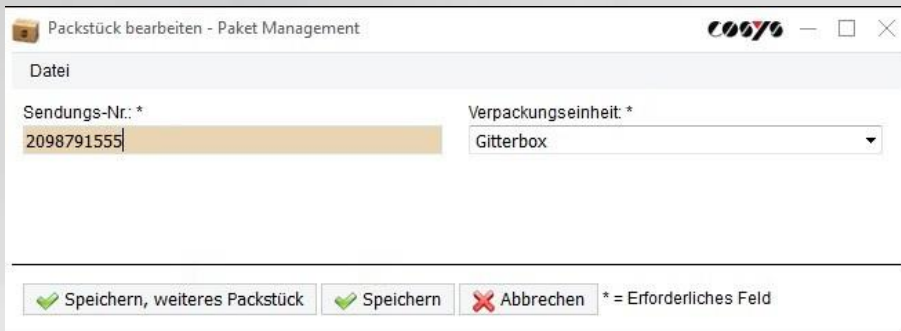 Packstück bearbeiten - Paket Management
COSYS
Datei
Sendungs-Nr.: *
Verpackungseinheit: *
2098791555
Gitterbox
Speichern, weiteres Packstück
Speichern
Abbrechen
* = Erforderliches Feld